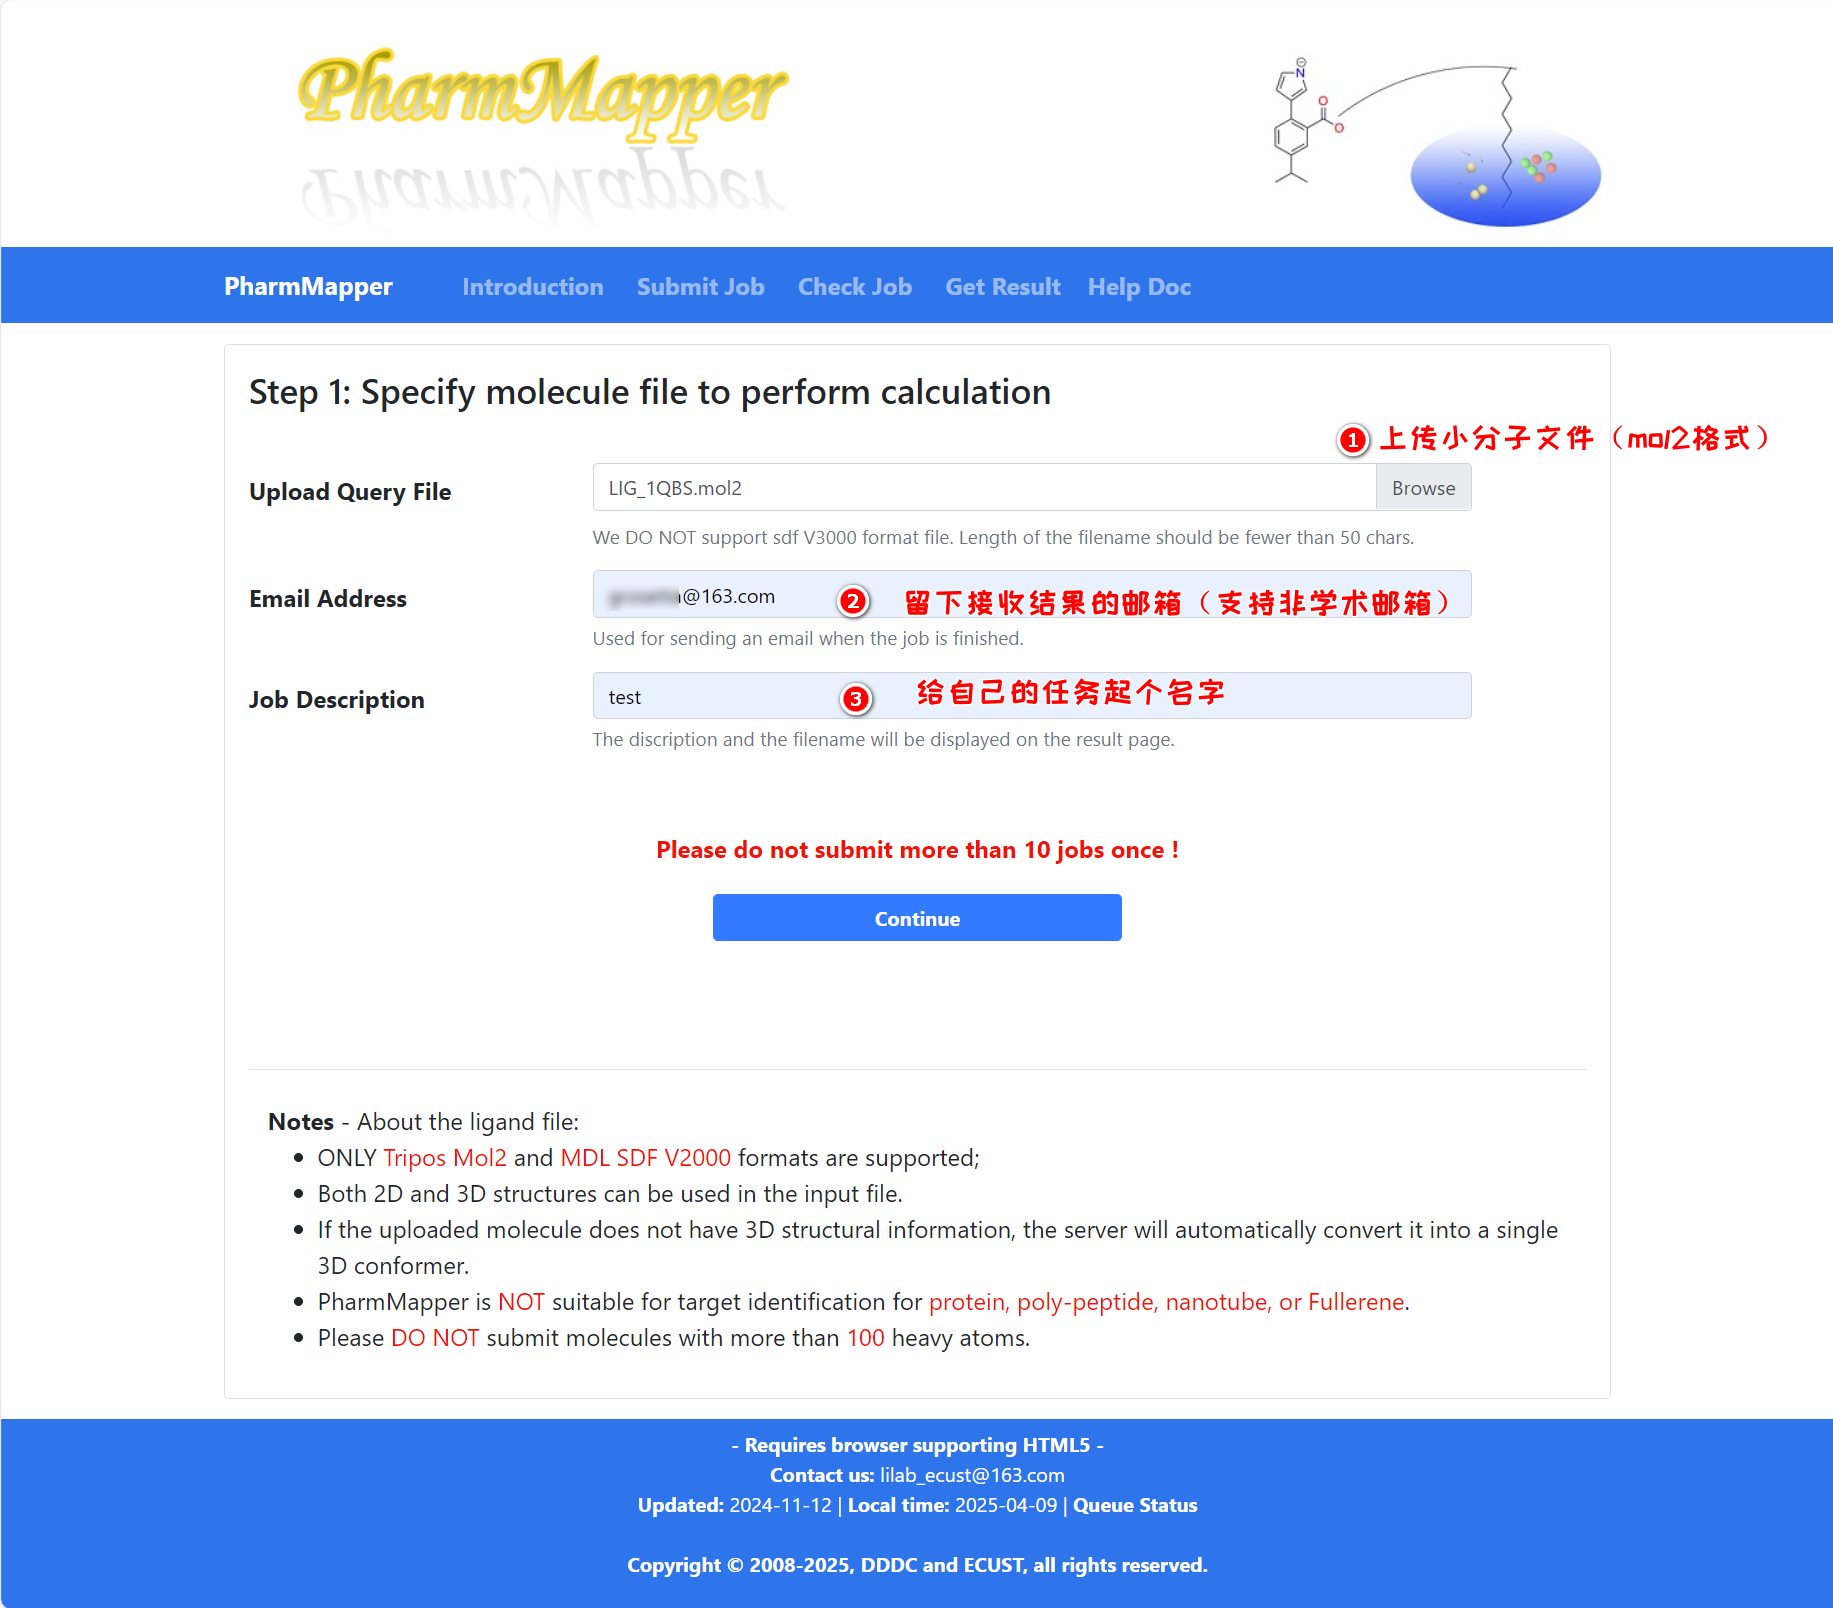 PharmMapper
N
O
O
PharmMapper Introduction Submit Job Check Job Get Result Help Doc
Step 1: Specify molecule file to perform calculation
1 上传小分子文件（mol2格式）
Upload Query File LIG_1QBS.mol2 Browse
We DO NOT support sdf V3000 format file. Length of the filename should be fewer than 50 chars.
Email Address @163.com 2 留下接收结果的邮箱（支持非学术邮箱）
Used for sending an email when the job is finished.
Job Description test 3 给自己的任务起个名字
The discription and the filename will be displayed on the result page.
Please do not submit more than 10 jobs once !
Continue
Notes - About the ligand file:
• ONLY Tripos Mol2 and MDL SDF V2000 formats are supported;
• Both 2D and 3D structures can be used in the input file.
• If the uploaded molecule does not have 3D structural information, the server will automatically convert it into a single
3D conformer.
• PharmMapper is NOT suitable for target identification for protein, poly-peptide, nanotube, or Fullerene.
• Please DO NOT submit molecules with more than 100 heavy atoms.
- Requires browser supporting HTML5 -
Contact us: lilab_ecust@163.com
Updated: 2024-11-12 | Local time: 2025-04-09 | Queue Status
Copyright © 2008-2025, DDDC and ECUST, all rights reserved.